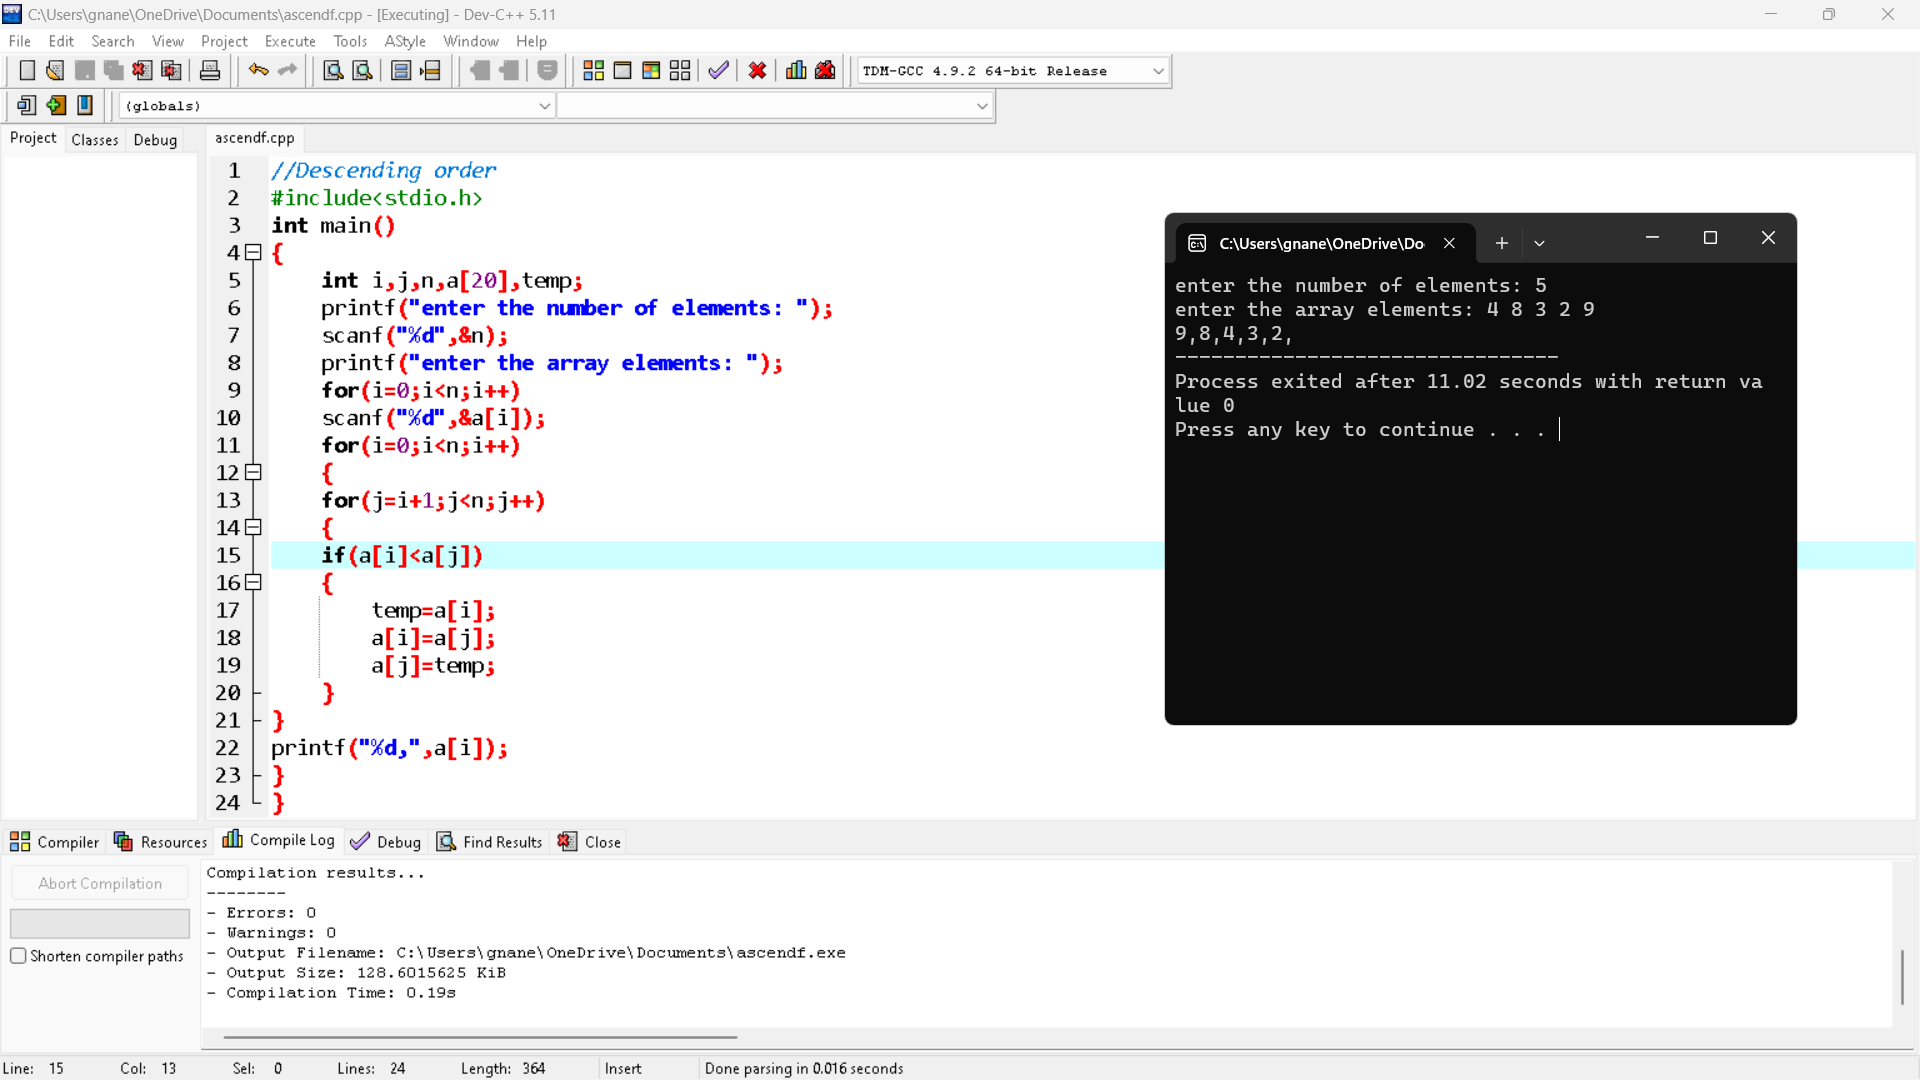 C:\Users\gnane\OneDrive\Documents\ascendf.cpp - [Executing] - Dev-C++ 5.11
File Edit Search View Project Execute Tools AStyle Window Help
TDM-GCC 4.9.2 64-bit Release
(globals)
Project Classes Debug
ascendf.cpp
1 //Descending order
2 #include<stdio.h>
3 int main()
4 {
5 int i,j,n,a[20],temp;
6 printf("enter the number of elements: ");
7 scanf("%d",&n);
8 printf("enter the array elements: ");
9 for(i=0;i<n;i++)
10 scanf("%d",&a[i]);
11 for(i=0;i<n;i++)
12 {
13 for(j=i+1;j<n;j++)
14 {
15 if(a[i]<a[j])
16 {
17 temp=a[i];
18 a[i]=a[j];
19 a[j]=temp;
20 }
21 }
22 printf("%d,",a[i]);
23 }
24 }
C:\Users\gnane\OneDrive\Do
enter the number of elements: 5
enter the array elements: 4 8 3 2 9
9,8,4,3,2,
--------------------------------
Process exited after 11.02 seconds with return va
lue 0
Press any key to continue . . .
Compiler Resources Compile Log Debug Find Results Close
Abort Compilation
Shorten compiler paths
Compilation results...
--------
- Errors: 0
- Warnings: 0
- Output Filename: C:\Users\gnane\OneDrive\Documents\ascendf.exe
- Output Size: 128.6015625 KiB
- Compilation Time: 0.19s
Line: 15 Col: 13 Sel: 0 Lines: 24 Length: 364 Insert Done parsing in 0.016 seconds